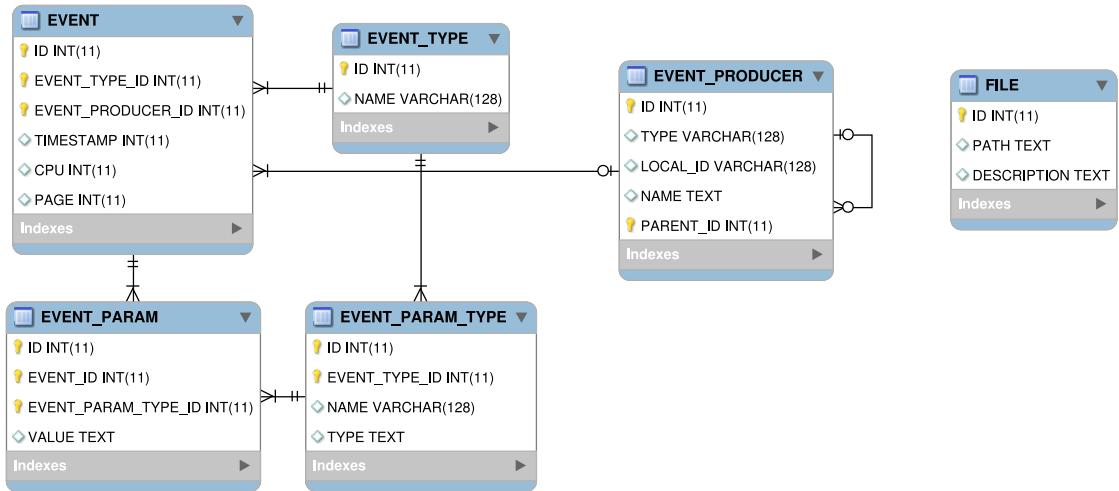 EVENT
ID INT(11)
EVENT_TYPE_ID INT(11)
EVENT_PRODUCER_ID INT(11)
TIMESTAMP INT(11)
CPU INT(11)
PAGE INT(11)
Indexes
EVENT_TYPE
ID INT(11)
NAME VARCHAR(128)
Indexes
EVENT_PRODUCER
ID INT(11)
TYPE VARCHAR(128)
LOCAL_ID VARCHAR(128)
NAME TEXT
PARENT_ID INT(11)
Indexes
FILE
ID INT(11)
PATH TEXT
DESCRIPTION TEXT
Indexes
EVENT_PARAM
ID INT(11)
EVENT_ID INT(11)
EVENT_PARAM_TYPE_ID INT(11)
VALUE TEXT
Indexes
EVENT_PARAM_TYPE
ID INT(11)
EVENT_TYPE_ID INT(11)
NAME VARCHAR(128)
TYPE TEXT
Indexes